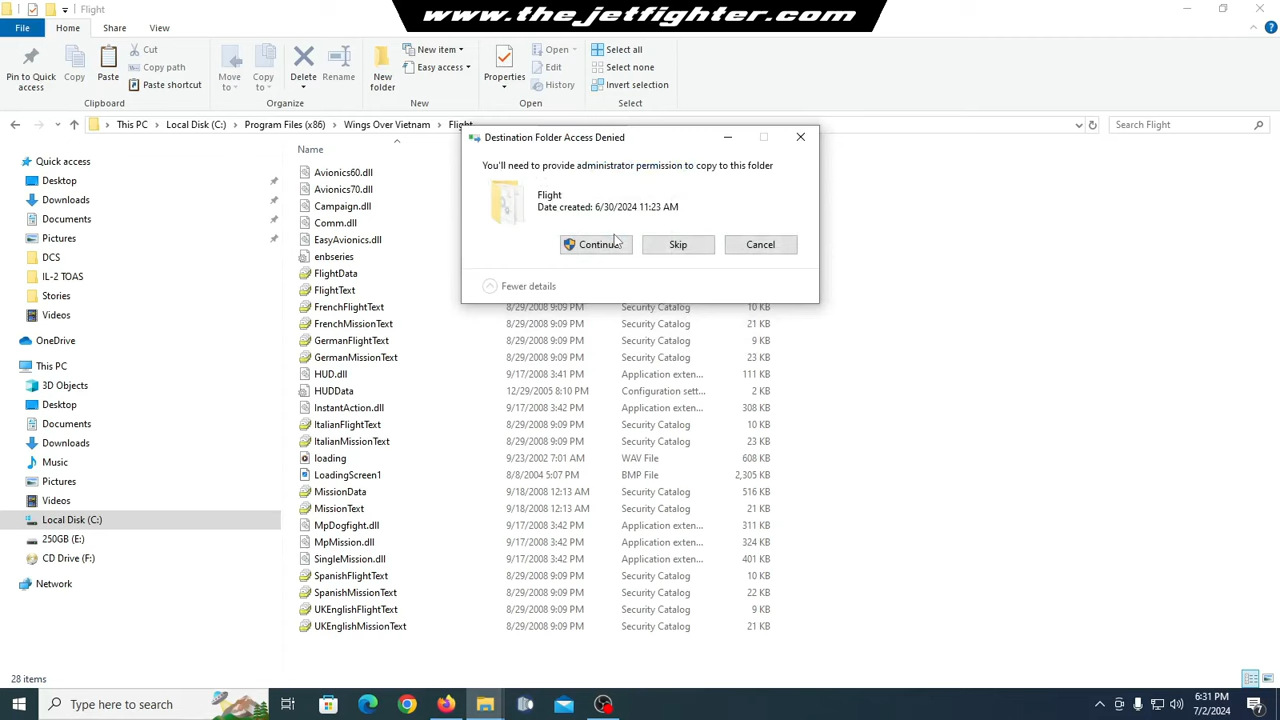 Flight
www.thejetfighter.com
File
Home
Share
View
Pin to Quick access
Copy
Paste
Cut
Copy path
Paste shortcut
Clipboard
Move to
Copy to
Delete
Rename
Organize
New folder
New item
Easy access
New
Properties
Open
Edit
History
Open
Select all
Select none
Invert selection
Select
This PC > Local Disk (C:) > Program Files (x86) > Wings Over Vietnam > Flight
Search Flight
Destination Folder Access Denied
You'll need to provide administrator permission to copy to this folder
Flight
Date created: 6/30/2024 11:23 AM
Continue
Skip
Cancel
Fewer details
Quick access
Desktop
Downloads
Documents
Pictures
DCS
IL-2 TOAS
Stories
Videos
OneDrive
This PC
3D Objects
Desktop
Documents
Downloads
Music
Pictures
Videos
Local Disk (C:)
250GB (E:)
CD Drive (F:)
Network
Name
Avionics60.dll
Avionics70.dll
Campaign.dll
Comm.dll
EasyAvionics.dll
enbseries
FlightData
FlightText
FrenchFlightText 8/29/2008 9:09 PM Security Catalog 10 KB
FrenchMissionText 8/29/2008 9:09 PM Security Catalog 21 KB
GermanFlightText 8/29/2008 9:09 PM Security Catalog 9 KB
GermanMissionText 8/29/2008 9:09 PM Security Catalog 23 KB
HUD.dll 9/17/2008 3:41 PM Application exten... 111 KB
HUDData 12/29/2005 8:10 PM Configuration sett... 2 KB
InstantAction.dll 9/17/2008 3:42 PM Application exten... 308 KB
ItalianFlightText 8/29/2008 9:09 PM Security Catalog 10 KB
ItalianMissionText 8/29/2008 9:09 PM Security Catalog 23 KB
loading 9/23/2002 7:01 AM WAV File 608 KB
LoadingScreen1 8/8/2004 5:07 PM BMP File 2,305 KB
MissionData 9/18/2008 12:13 AM Security Catalog 516 KB
MissionText 9/18/2008 12:13 AM Security Catalog 21 KB
MpDogfight.dll 9/17/2008 3:42 PM Application exten... 311 KB
MpMission.dll 9/17/2008 3:42 PM Application exten... 324 KB
SingleMission.dll 9/17/2008 3:42 PM Application exten... 401 KB
SpanishFlightText 8/29/2008 9:09 PM Security Catalog 10 KB
SpanishMissionText 8/29/2008 9:09 PM Security Catalog 22 KB
UKEnglishFlightText 8/29/2008 9:09 PM Security Catalog 9 KB
UKEnglishMissionText 8/29/2008 9:09 PM Security Catalog 21 KB
28 items
Type here to search
6:31 PM
7/2/2024